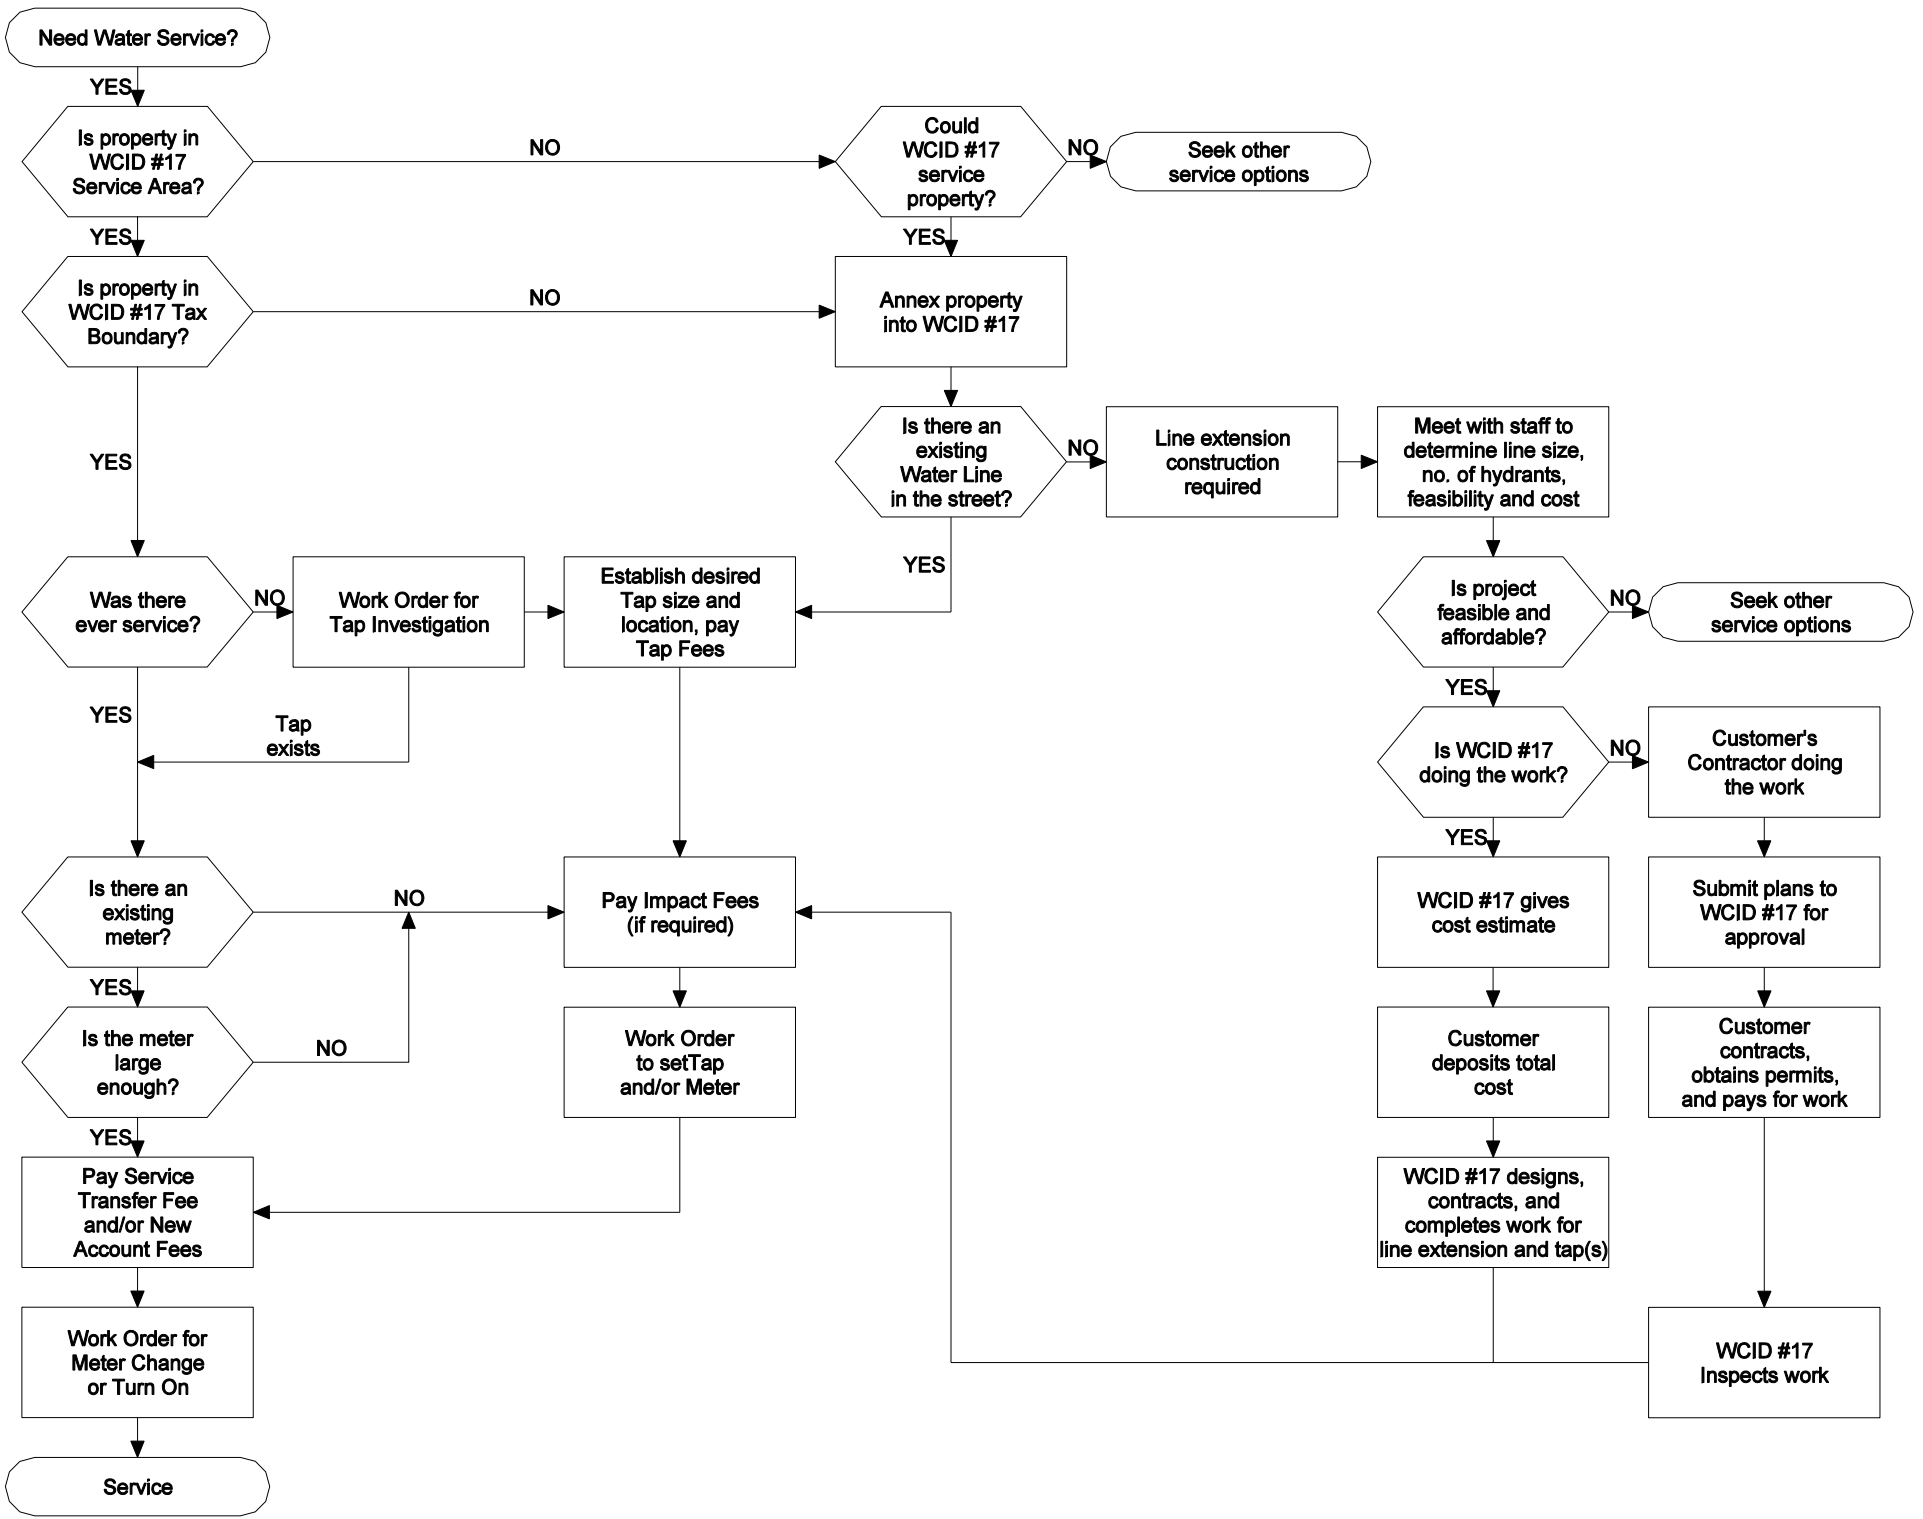 Need Water Service?
YES
Is property in
WCID #17
Service Area?
NO
Could
WCID #17
service
property?
NO
Seek other
service options
YES
YES
Is property in
WCID #17 Tax
Boundary?
NO
Annex property
into WCID #17
YES
Is there an
existing
Water Line
in the street?
NO
Line extension
construction
required
Meet with staff to
determine line size,
no. of hydrants,
feasibility and cost
YES
Was there
ever service?
NO
Work Order for
Tap Investigation
Establish desired
Tap size and
location, pay
Tap Fees
Is project
feasible and
affordable?
NO
Seek other
service options
YES
YES
Tap
exists
Is WCID #17
doing the work?
NO
Customer's
Contractor doing
the work
YES
Is there an
existing
meter?
NO
Pay Impact Fees
(if required)
WCID #17 gives
cost estimate
Submit plans to
WCID #17 for
approval
YES
Is the meter
large
enough?
NO
Work Order
to setTap
and/or Meter
Customer
deposits total
cost
Customer
contracts,
obtains permits,
and pays for work
YES
Pay Service
Transfer Fee
and/or New
Account Fees
WCID #17 designs,
contracts, and
completes work for
line extension and tap(s)
Work Order for
Meter Change
or Turn On
WCID #17
Inspects work
Service